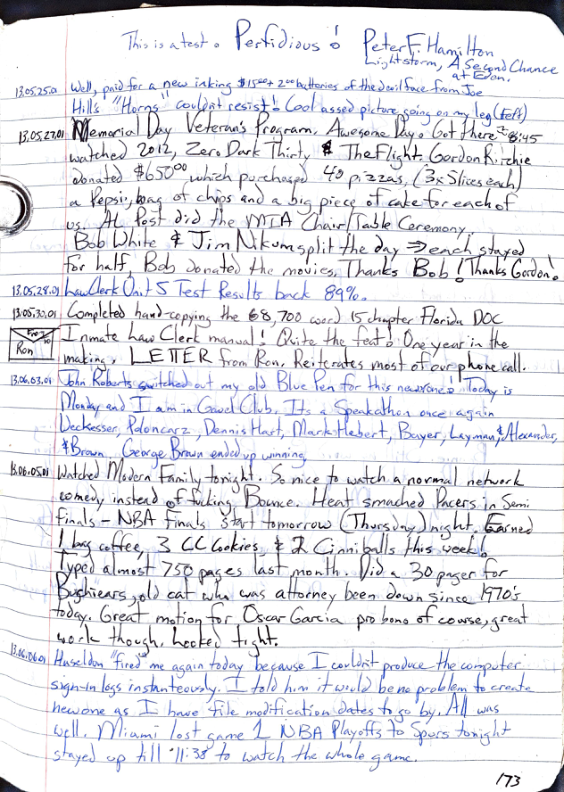 This is a test. Perfidious! Peter F. Hamilton
Lightstorm, A Second Chance
at Eden.
13.05.25.01 Well, paid for a new inking $15.00 + 2.00 batteries of the devil face from Joe
Hills "Horns" couldn't resist! Cool assed picture going on my leg (left)
13.05.27.01 Memorial Day Veteran's Program. Awesome Day. Got there 8:45
watched 2012, Zero Dark Thirty & The Flight. Gordon Ritchie
donated $650.00 which purchased 40 pizzas, (3x Slices each)
a Pepsi, bag of chips and a big piece of cake for each of
us. AL Post did the MIA Chair/Table Ceremony.
Bob White & Jim Nikum split the day ⇒ each stayed
for half, Bob donated the movies. Thanks Bob! Thanks Gordon!
13.05.28.01 Law Clerk Unit 5 Test Results back 89%.
13.05.30.01 Completed hand-copying the 68,700 word 15 chapter Florida DOC
Inmate Law Clerk manual! Quite the feat! One year in the
From
Ron
making. LETTER from Ron, Reiterates most of our phone call.
13.06.03.01 John Roberts switched out my old Blue Pen for this new one. Today is
Monday and I am in Gavel Club. Its a Speakathon once again
Deckesser, Poloncarz, Dennis Hart, Mark Hebert, Bayer, Layman, & Alexander,
& Brown. George Brown ended up winning
13.06.05.01 Watched Modern Family tonight. So nice to watch a normal network
comedy instead of fucking Bounce. Heat smached Pacers in Semi
finals – NBA Finals start tomorrow (Thursday) night. Earned
1 bag coffee, 3 CC Cookies, & 2 Cinniballs this week!
Typed almost 750 pages last month. Did a 30 pager for
old cat who was attorney been down since 1970's
today. Great motion for Oscar Garcia pro bono of course, great
work though. Looked tight.
13.06.06.01 Huseldon "fired" me again today because I couldn't produce the computer
sign-in logs instanteously. I told him it would be no problem to create
new one as I have file modification dates to go by. All was
well. Miami lost game 1 NBA Playoffs to Spurs tonight
stayed up till 11:38 to watch the whole game.
173